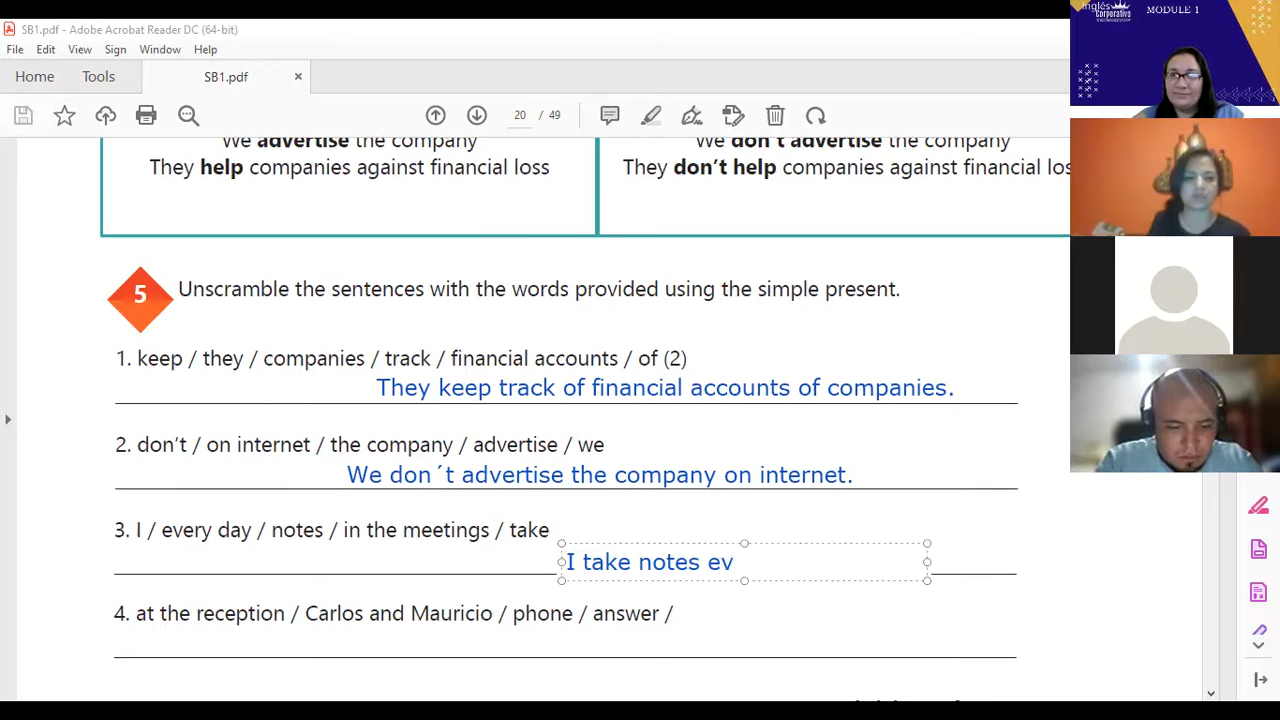 SB1.pdf - Adobe Acrobat Reader DC (64-bit)
File Edit View Sign Window Help
Home Tools SB1.pdf ×
20 / 49
We advertise the company
We don't advertise the company
They help companies against financial loss
They don't help companies against financial los
5 Unscramble the sentences with the words provided using the simple present.
1. keep / they / companies / track / financial accounts / of (2)
They keep track of financial accounts of companies.
2. don't / on internet / the company / advertise / we
We don´t advertise the company on internet.
3. I / every day / notes / in the meetings / take
I take notes ev
4. at the reception / Carlos and Mauricio / phone / answer /
inglés
corporativo
MODULE 1